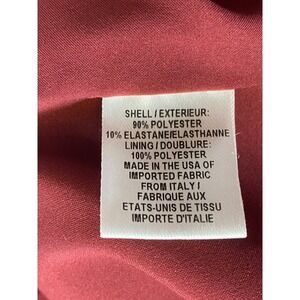 SHELL / EXTERIEUR:
90% POLYESTER
10% ELASTANE/ELASTHANNE
LINING / DOUBLURE:
100% POLYESTER
MADE IN THE USA OF
IMPORTED FABRIC
FROM ITALY /
FABRIQUE AUX
ETATS-UNIS DE TISSU
IMPORTE D'ITALIE